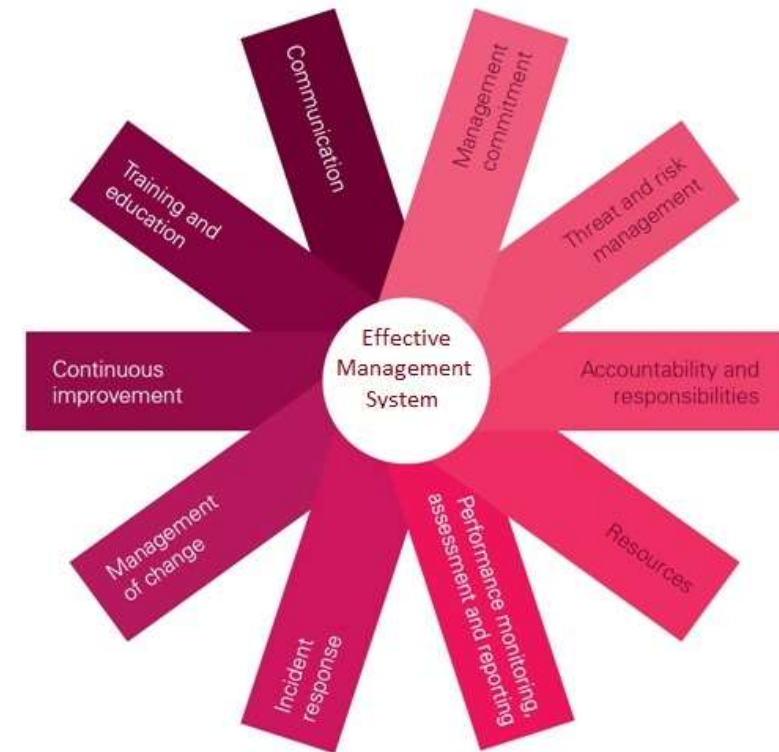 Effective
Management
System
Management
commitment
Threat and risk
management
Accountability and
responsibilities
Resources
Performance monitoring,
assessment and reporting
Incident
response
Management
of change
Continuous
improvement
Training and
education
Communication